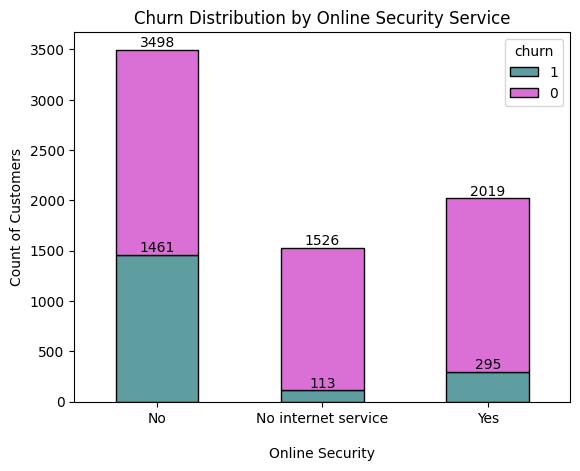 Churn Distribution by Online Security Service
churn
1
0
3500
3000
2500
2000
1500
1000
500
0
Count of Customers
3498
1461
1526
113
2019
295
No
No internet service
Yes
Online Security